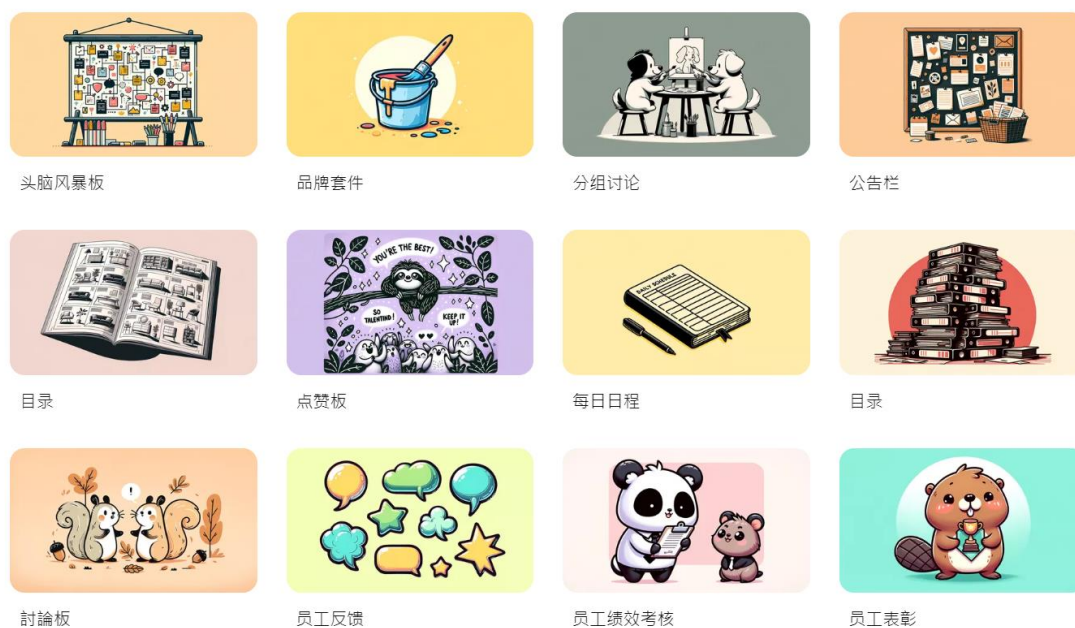 头脑风暴板
品牌套件
分组讨论
公告栏
YOU'RE THE BEST!
SO
TALENTIND!
KEEP IT
UP!
DAILY SCHEDULE
目录
点赞板
每日日程
目录
!
討論板
员工反馈
员工绩效考核
员工表彰